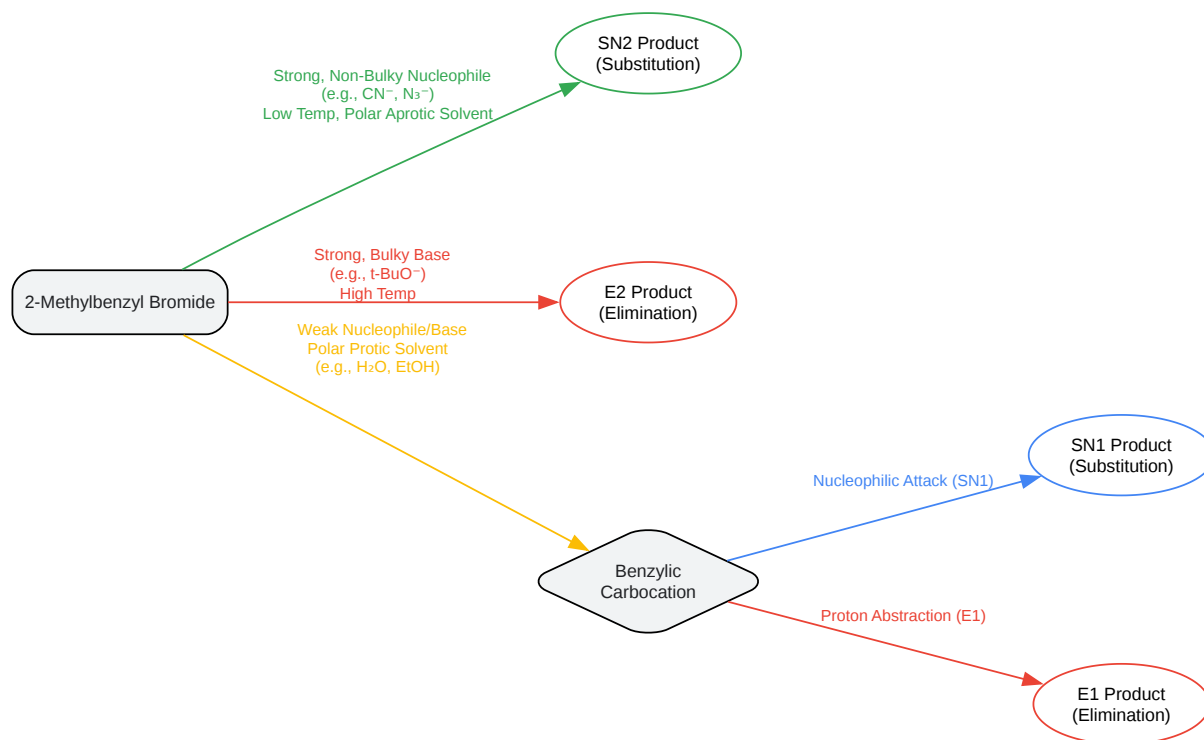 SN2 Product
(Substitution)
Strong, Non-Bulky Nucleophile
(e.g., CN⁻, N₃⁻)
Low Temp, Polar Aprotic Solvent
Strong, Bulky Base
(e.g., t-BuO⁻)
High Temp
2-Methylbenzyl Bromide
E2 Product
(Elimination)
Weak Nucleophile/Base
Polar Protic Solvent
(e.g., H₂O, EtOH)
SN1 Product
(Substitution)
Nucleophilic Attack (SN1)
Benzylic
Carbocation
Proton Abstraction (E1)
E1 Product
(Elimination)